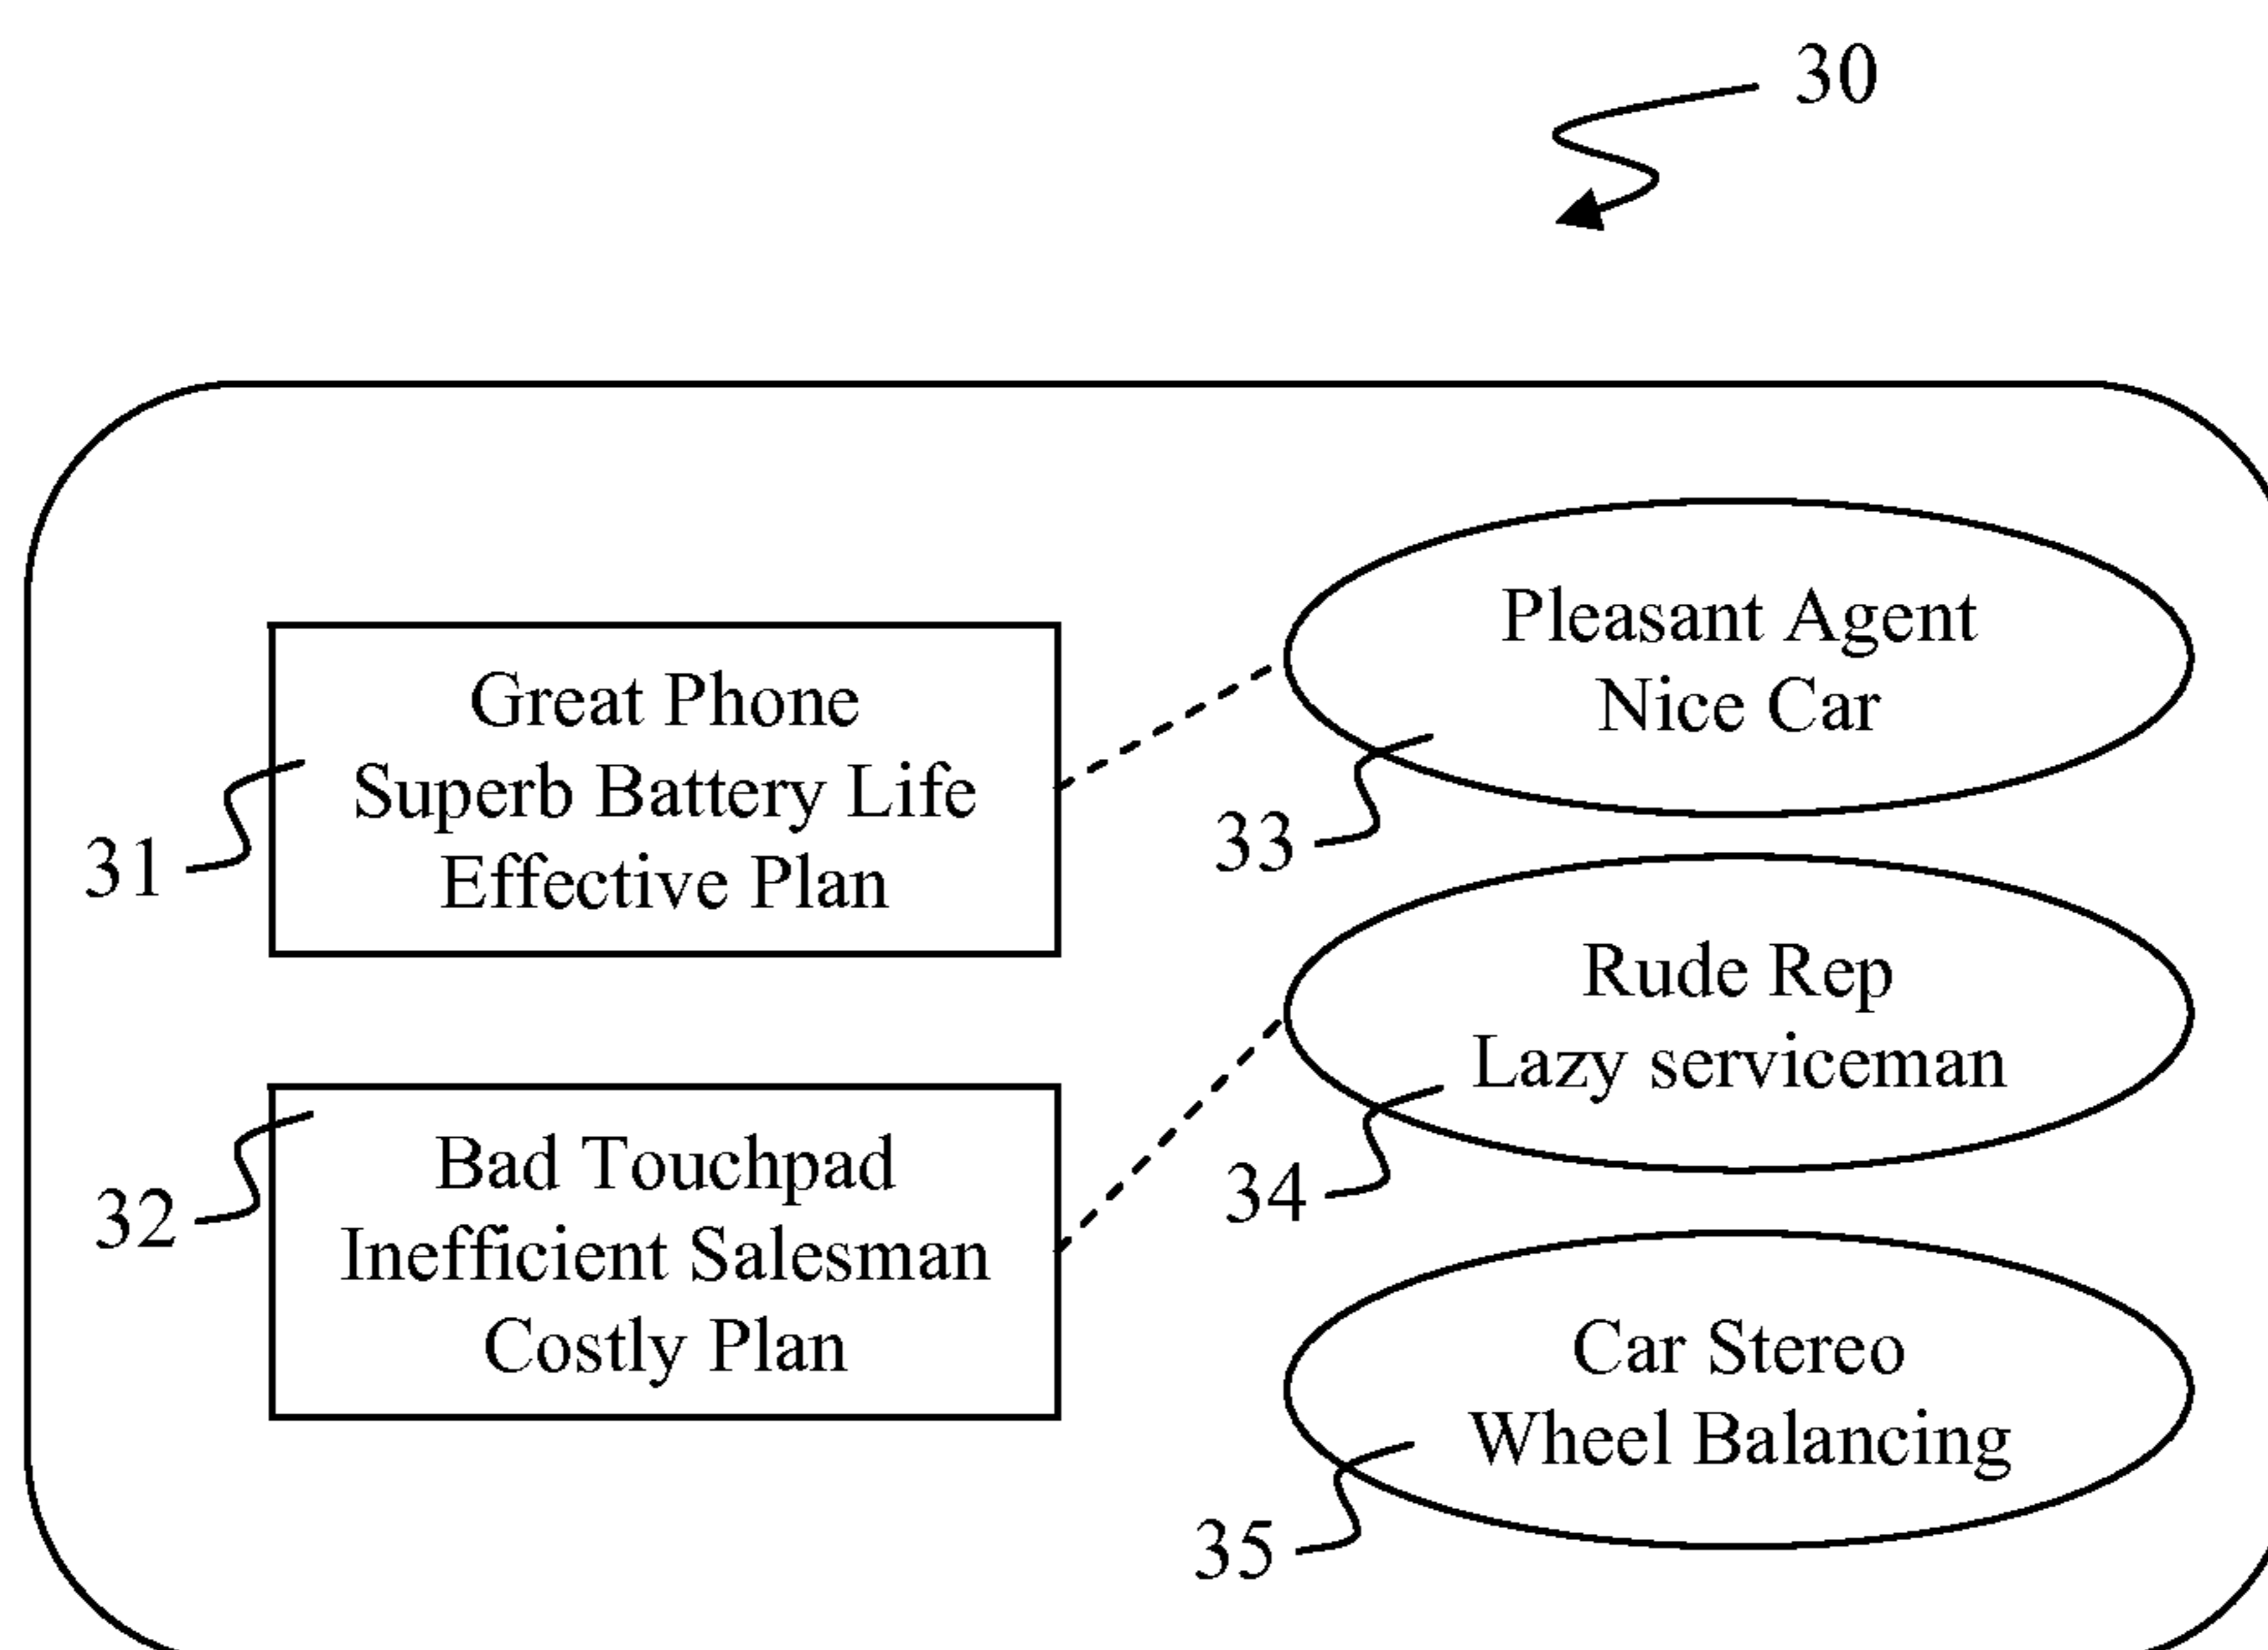 30
Great Phone
Superb Battery Life
Effective Plan
31
Bad Touchpad
Inefficient Salesman
Costly Plan
32
Pleasant Agent
Nice Car
33
Rude Rep
Lazy serviceman
34
Car Stereo
Wheel Balancing
35